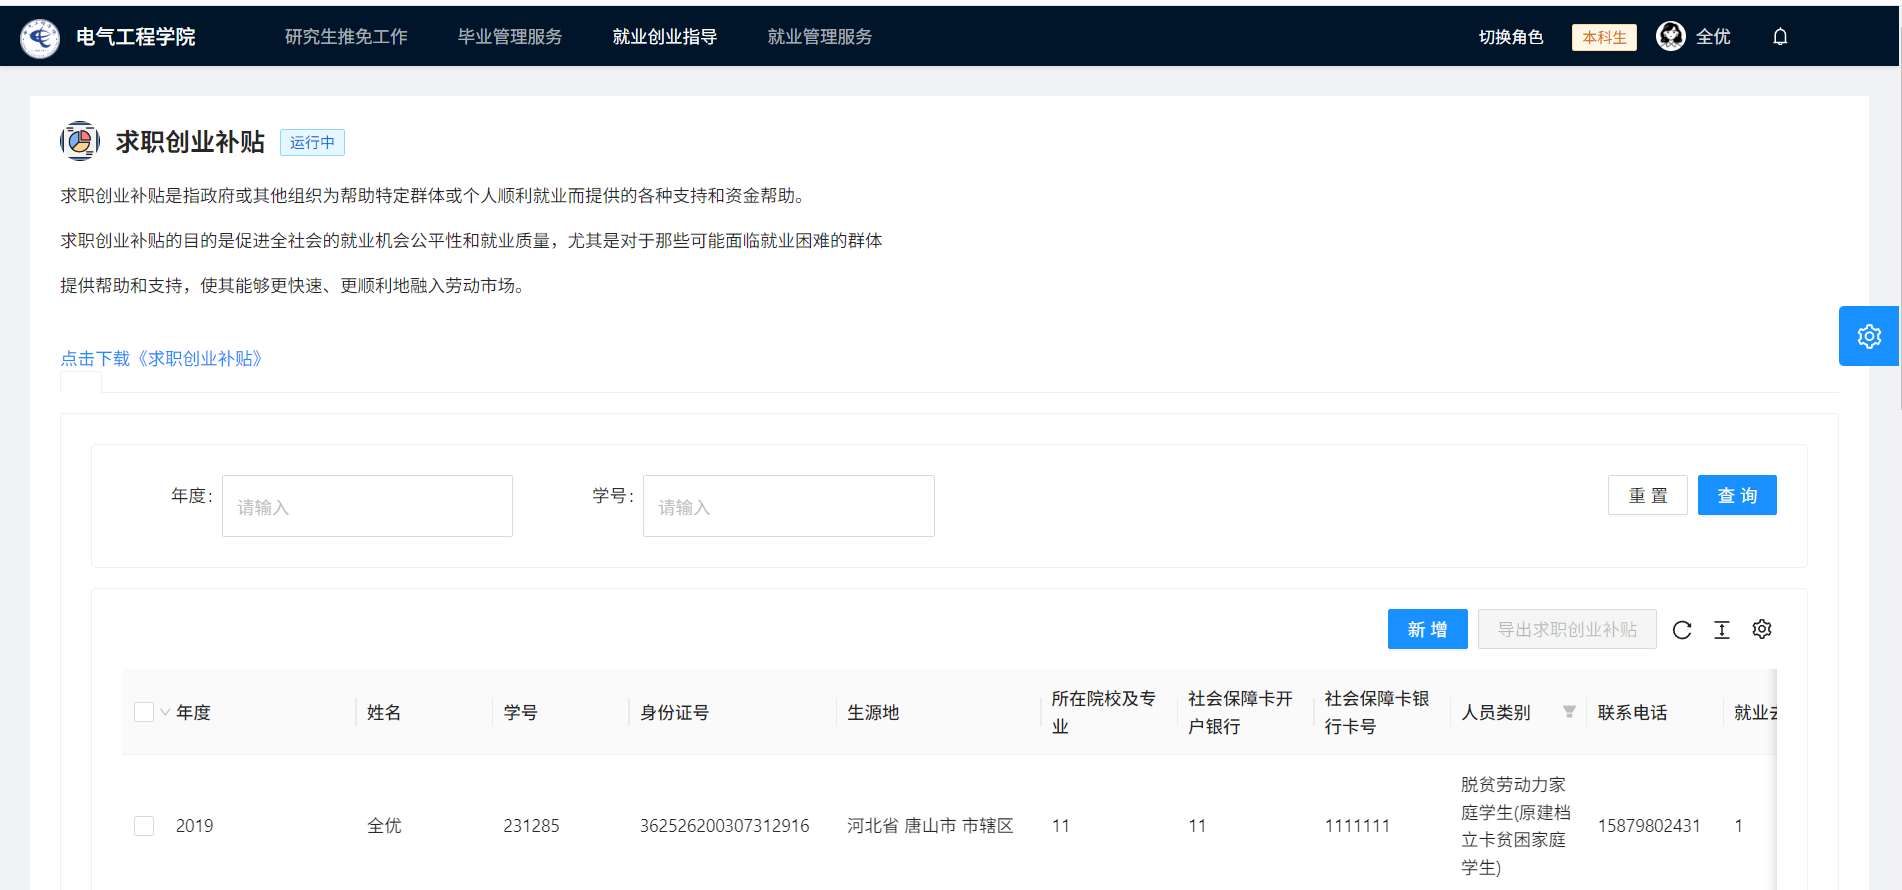 电气工程学院 研究生推免工作 毕业管理服务 就业创业指导 就业管理服务 切换角色 本科生 全优
求职创业补贴 运行中
求职创业补贴是指政府或其他组织为帮助特定群体或个人顺利就业而提供的各种支持和资金帮助。
求职创业补贴的目的是促进全社会的就业机会公平性和就业质量，尤其是对于那些可能面临就业困难的群体
提供帮助和支持，使其能够更快速、更顺利地融入劳动市场。
点击下载《求职创业补贴》
年度: 请输入 学号: 请输入 重 置 查 询
新 增 导出求职创业补贴
年度 姓名 学号 身份证号 生源地 所在院校及专业 社会保障卡开户银行 社会保障卡银行卡号 人员类别 联系电话 就业
2019 全优 231285 362526200307312916 河北省 唐山市 市辖区 11 11 1111111 脱贫劳动力家庭学生(原建档立卡贫困家庭学生) 15879802431 1